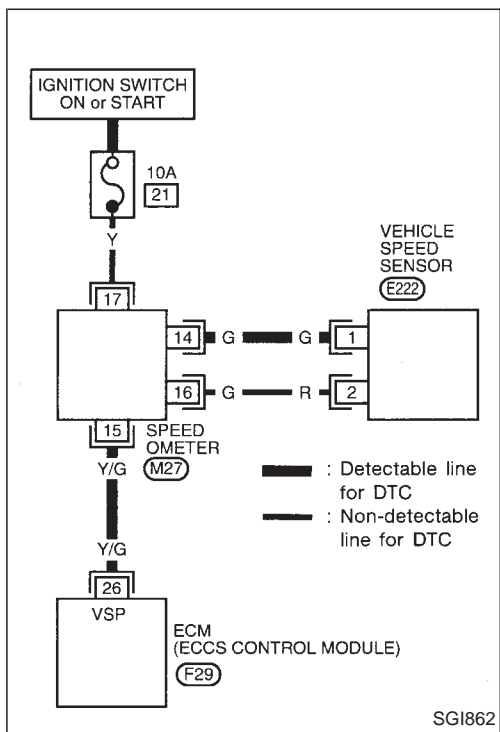 IGNITION SWITCH
ON or START
10A
21
Y
17
VEHICLE
SPEED
SENSOR
E222
14
G
G
1
16
G
R
2
15
SPEED
OMETER
M27
Y/G
: Detectable line
for DTC
: Non-detectable
line for DTC
Y/G
26
VSP
ECM
(ECCS CONTROL MODULE)
F29
SGI862